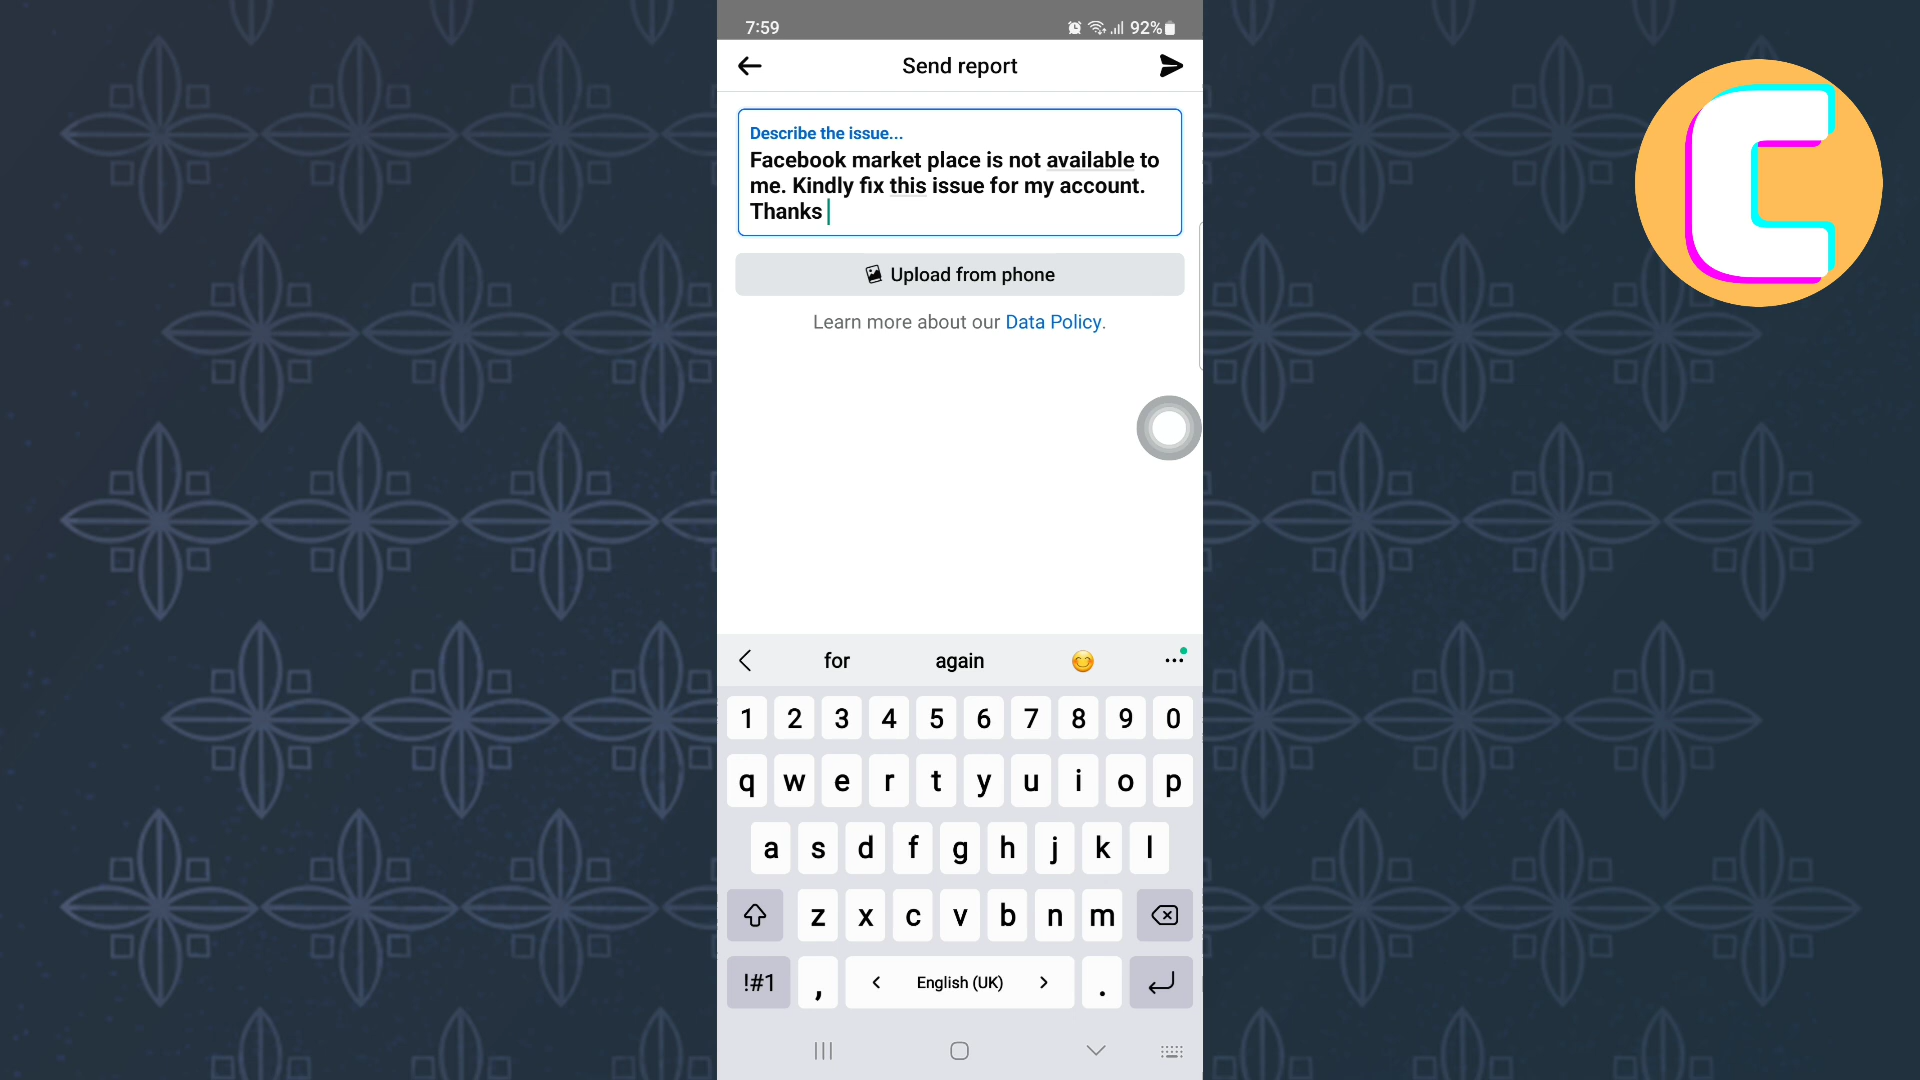 7:59
92%
Send report
Describe the issue...
Facebook market place is not available to
me. Kindly fix this issue for my account.
Thanks
Upload from phone
Learn more about our Data Policy.
for again
1 2 3 4 5 6 7 8 9 0
q w e r t y u i o p
a s d f g h j k l
z x c v b n m
!#1 , < English (UK) > .
C